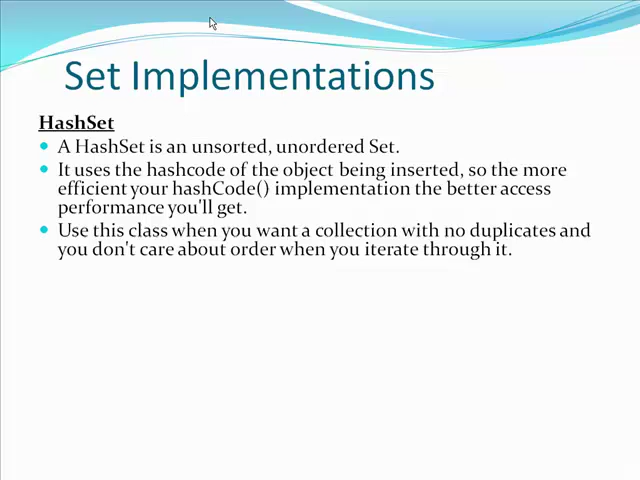 Set Implementations
HashSet
A HashSet is an unsorted, unordered Set.
It uses the hashcode of the object being inserted, so the more
efficient your hashCode() implementation the better access
performance you'll get.
Use this class when you want a collection with no duplicates and
you don't care about order when you iterate through it.